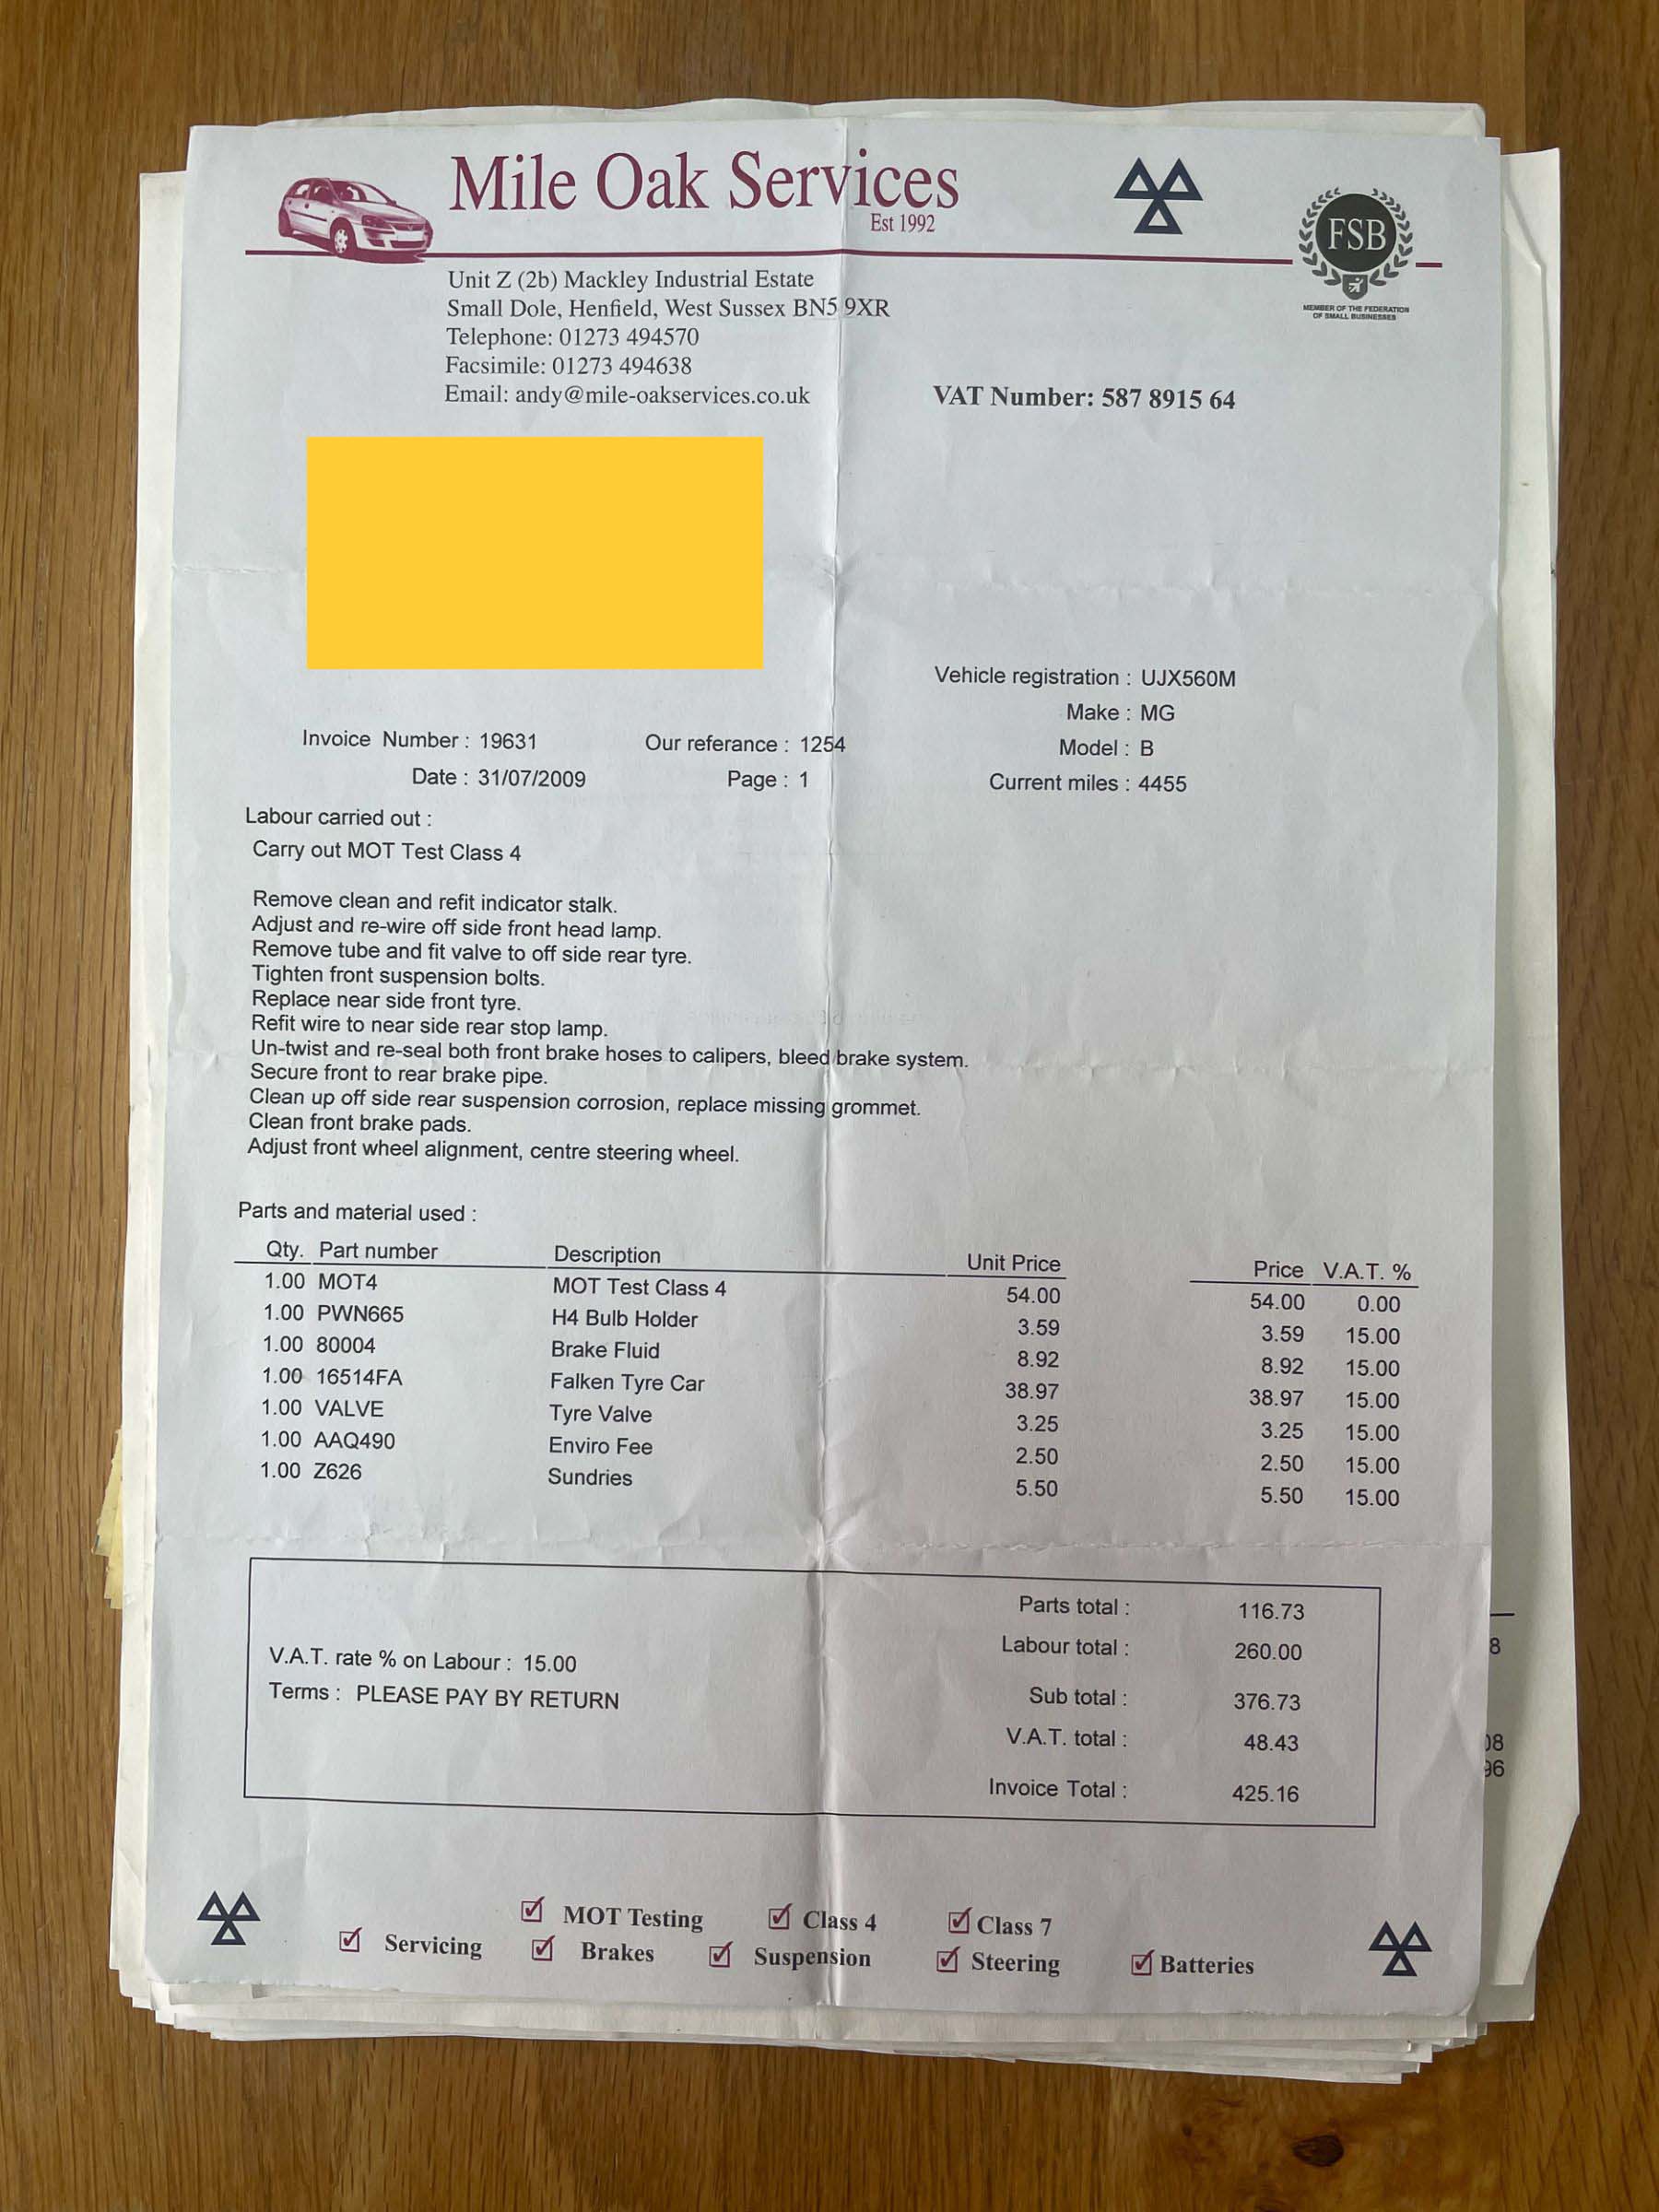 Mile Oak Services
Est 1992
FSB
MEMBER OF THE FEDERATION
OF SMALL BUSINESSES
Unit Z (2b) Mackley Industrial Estate
Small Dole, Henfield, West Sussex BN5 9XR
Telephone: 01273 494570
Facsimile: 01273 494638
Email: andy@mile-oakservices.co.uk
VAT Number: 587 8915 64
Vehicle registration : UJX560M
Make : MG
Model : B
Current miles : 4455
Invoice Number : 19631 Our referance : 1254
Date : 31/07/2009 Page : 1
Labour carried out :
Carry out MOT Test Class 4
Remove clean and refit indicator stalk.
Adjust and re-wire off side front head lamp.
Remove tube and fit valve to off side rear tyre.
Tighten front suspension bolts.
Replace near side front tyre.
Refit wire to near side rear stop lamp.
Un-twist and re-seal both front brake hoses to calipers, bleed brake system.
Secure front to rear brake pipe.
Clean up off side rear suspension corrosion, replace missing grommet.
Clean front brake pads.
Adjust front wheel alignment, centre steering wheel.
Parts and material used :
Qty. Part number Description Unit Price Price V.A.T. %
1.00 MOT4 MOT Test Class 4 54.00 54.00 0.00
1.00 PWN665 H4 Bulb Holder 3.59 3.59 15.00
1.00 80004 Brake Fluid 8.92 8.92 15.00
1.00 16514FA Falken Tyre Car 38.97 38.97 15.00
1.00 VALVE Tyre Valve 3.25 3.25 15.00
1.00 AAQ490 Enviro Fee 2.50 2.50 15.00
1.00 Z626 Sundries 5.50 5.50 15.00
Parts total : 116.73
Labour total : 260.00
V.A.T. rate % on Labour : 15.00
Terms : PLEASE PAY BY RETURN
Sub total : 376.73
V.A.T. total : 48.43
Invoice Total : 425.16
8
08
96
MOT Testing Class 4 Class 7
Servicing Brakes Suspension Steering Batteries